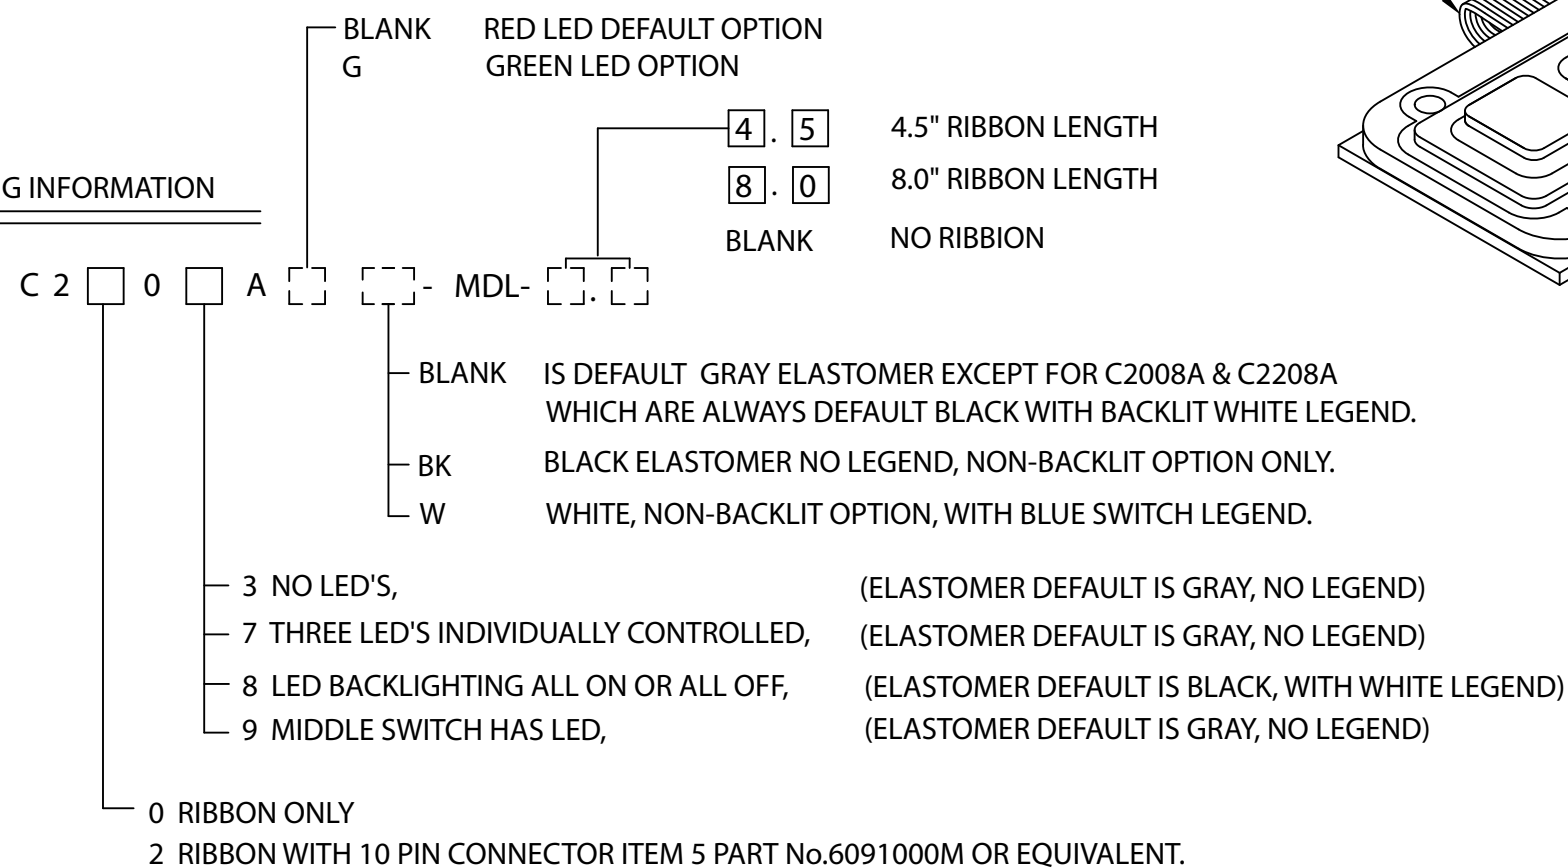 BLANK RED LED DEFAULT OPTION
G GREEN LED OPTION
4 . 5 4.5" RIBBON LENGTH
8 . 0 8.0" RIBBON LENGTH
BLANK NO RIBBION
G INFORMATION
C 2 0 A - MDL- .
BLANK IS DEFAULT GRAY ELASTOMER EXCEPT FOR C2008A & C2208A
WHICH ARE ALWAYS DEFAULT BLACK WITH BACKLIT WHITE LEGEND.
BK BLACK ELASTOMER NO LEGEND, NON-BACKLIT OPTION ONLY.
W WHITE, NON-BACKLIT OPTION, WITH BLUE SWITCH LEGEND.
3 NO LED'S, (ELASTOMER DEFAULT IS GRAY, NO LEGEND)
7 THREE LED'S INDIVIDUALLY CONTROLLED, (ELASTOMER DEFAULT IS GRAY, NO LEGEND)
8 LED BACKLIGHTING ALL ON OR ALL OFF, (ELASTOMER DEFAULT IS BLACK, WITH WHITE LEGEND)
9 MIDDLE SWITCH HAS LED, (ELASTOMER DEFAULT IS GRAY, NO LEGEND)
0 RIBBON ONLY
2 RIBBON WITH 10 PIN CONNECTOR ITEM 5 PART No.6091000M OR EQUIVALENT.